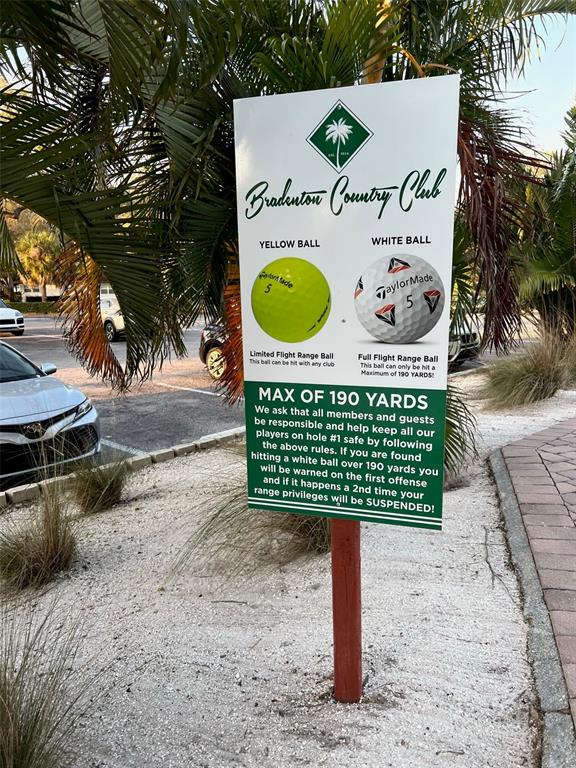 Bradenton Country Club
YELLOW BALL
WHITE BALL
TaylorMade
5
TaylorMade
5
Limited Flight Range Ball
This ball can be hit with any club
Full Flight Range Ball
This ball can only be hit a
Maximum of 190 YARDS
MAX OF 190 YARDS
We ask that all members and guests
be responsible and help keep all our
players on hole #1 safe by following
the above rules. If you are found
hitting a white ball over 190 yards you
will be warned on the first offense
and if it happens a 2nd time your
range privileges will be SUSPENDED!